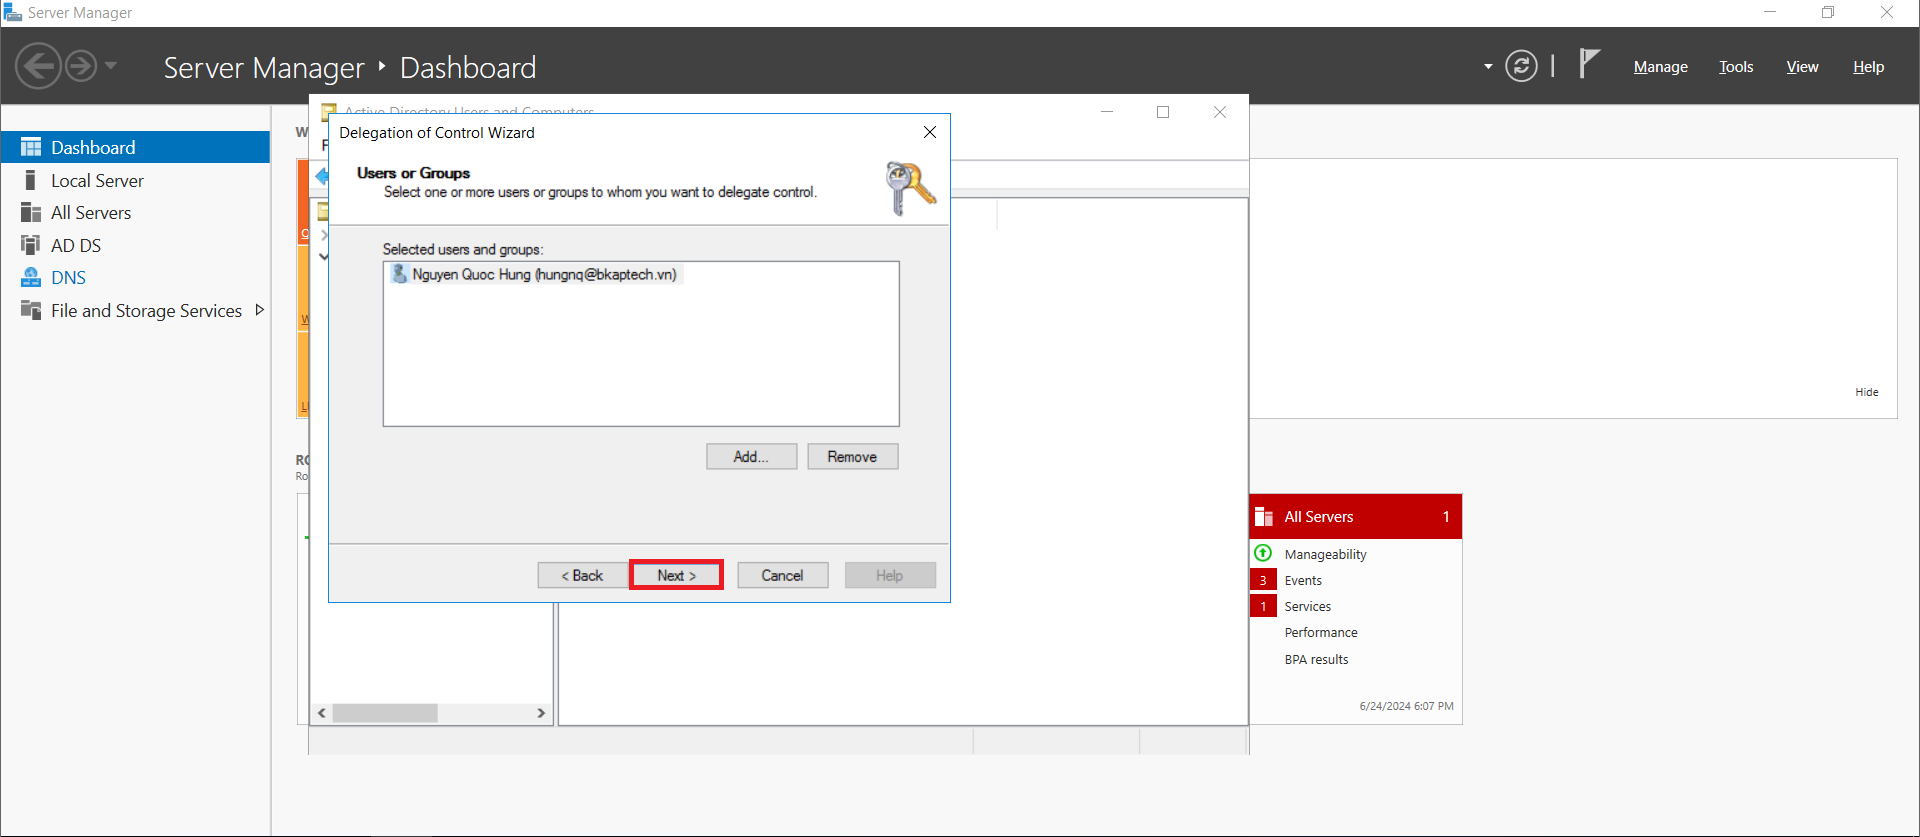 Server Manager
Server Manager ‣ Dashboard
Manage Tools View Help
Dashboard
Local Server
All Servers
AD DS
DNS
File and Storage Services
Active Directory Users and Computers
Delegation of Control Wizard
Users or Groups
Select one or more users or groups to whom you want to delegate control.
Selected users and groups:
Nguyen Quoc Hung (hungnq@bkaptech.vn)
Add... Remove
< Back Next > Cancel Help
Hide
All Servers 1
Manageability
3 Events
1 Services
Performance
BPA results
6/24/2024 6:07 PM